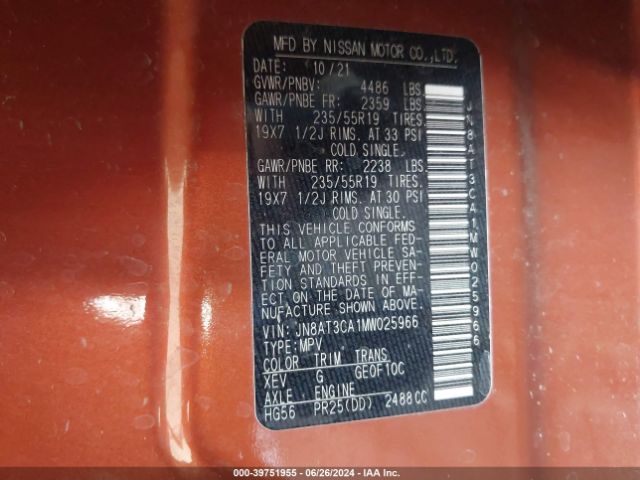 MFD BY NISSAN MOTOR CO.,LTD.
DATE: 10/21
GVWR/PNBV: 4486 LBS
GAWR/PNBE FR: 2359 LBS
WITH 235/55R19 TIRES.
19X7 1/2J RIMS. AT 33 PSI
COLD SINGLE.
GAWR/PNBE RR: 2238 LBS
WITH 235/55R19 TIRES.
19X7 1/2J RIMS. AT 30 PSI
COLD SINGLE.
THIS VEHICLE CONFORMS
TO ALL APPLICABLE FED-
ERAL MOTOR VEHICLE SA-
FETY AND THEFT PREVEN-
TION STANDARDS IN EFF-
ECT ON THE DATE OF MA-
NUFACTURE SHOWN ABOVE.
VIN: JN8AT3CA1MW025966
TYPE:MPV
COLOR TRIM TRANS
XEV G GE0F10C
AXLE ENGINE
HG56 PR25(DD) 2488CC
JN8AT3CA1MW025966
000-39751955 - 06/26/2024 - IAA Inc.